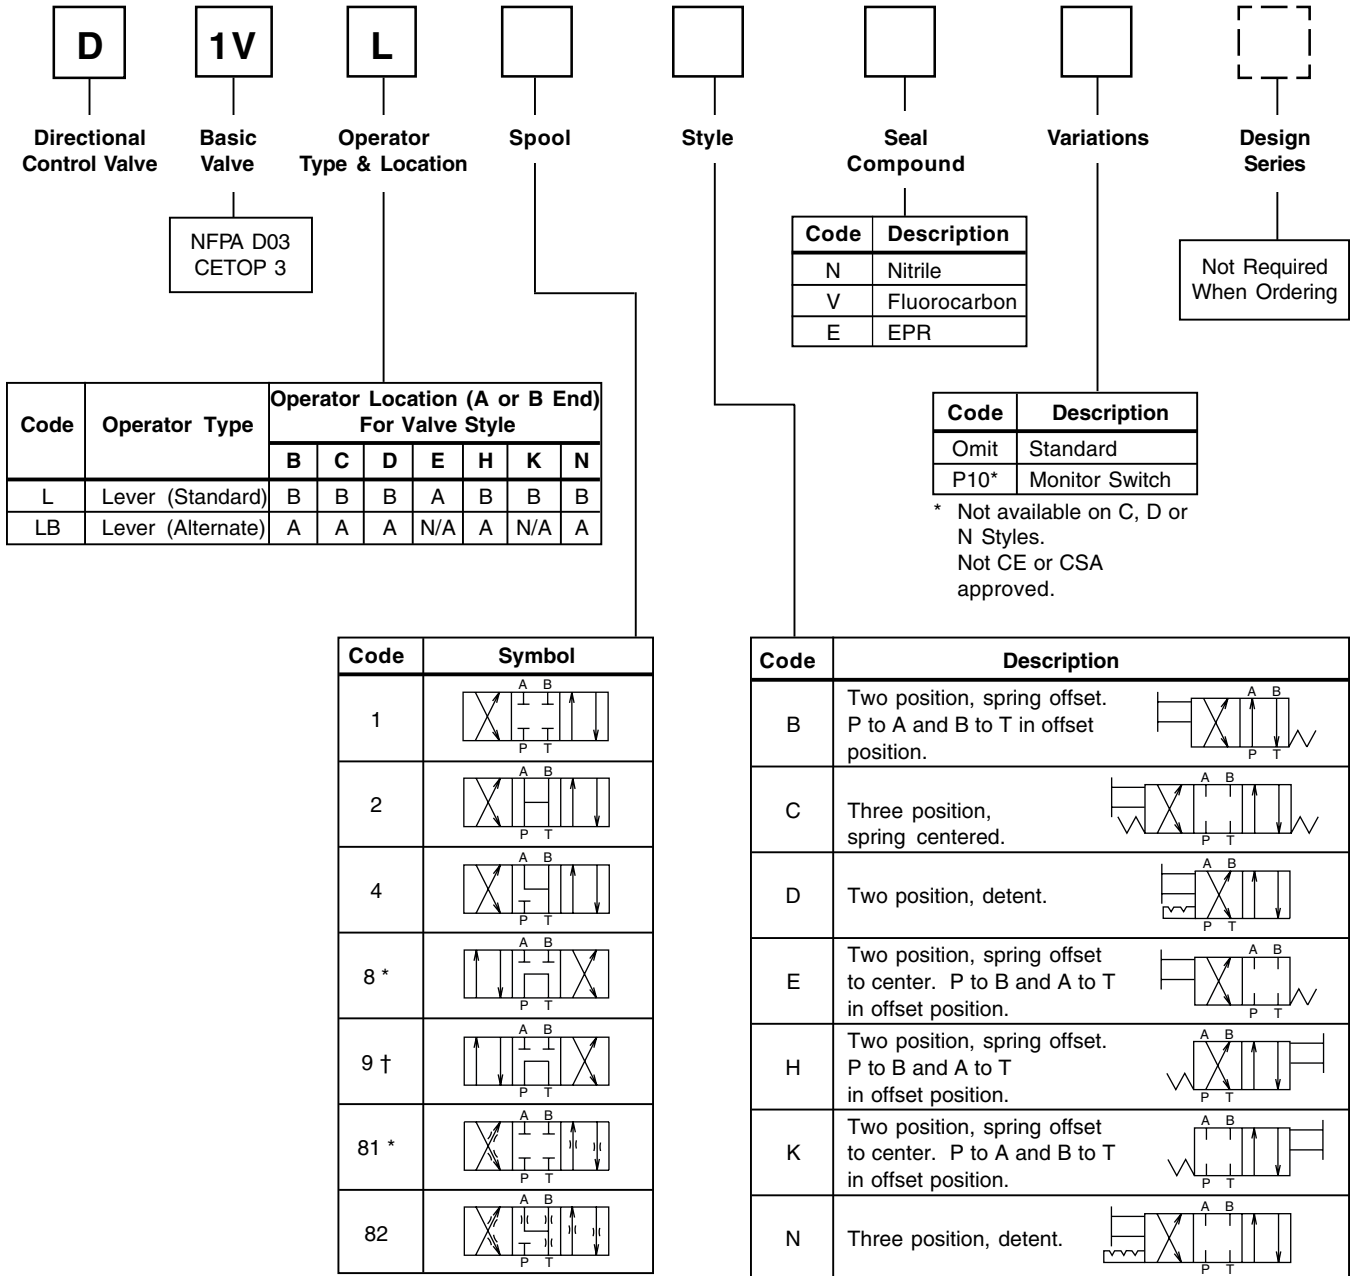 D 1V L
Directional Control Valve
Basic Valve
Operator Type & Location
Spool
Style
Seal Compound
Variations
Design Series
NFPA D03
CETOP 3
Code Description
N Nitrile
V Fluorocarbon
E EPR
Not Required
When Ordering
Code Operator Type Operator Location (A or B End)
For Valve Style
B C D E H K N
L Lever (Standard) B B B A B B B
LB Lever (Alternate) A A A N/A A N/A A
Code Description
Omit Standard
P10* Monitor Switch
* Not available on C, D or
N Styles.
Not CE or CSA
approved.
Code Symbol
A B
1
P T
A B
2
P T
A B
4
P T
A B
8 *
P T
A B
9 †
P T
A B
81 *
P T
A B
82
P T
Code Description
B
Two position, spring offset.
P to A and B to T in offset
position.
A B
P T
C
Three position,
spring centered.
A B
P T
D
Two position, detent.
A B
P T
E
Two position, spring offset
to center. P to B and A to T
in offset position.
A B
P T
H
Two position, spring offset.
P to B and A to T
in offset position.
A B
P T
K
Two position, spring offset
to center. P to A and B to T
in offset position.
A B
P T
N
Three position, detent.
A B
P T